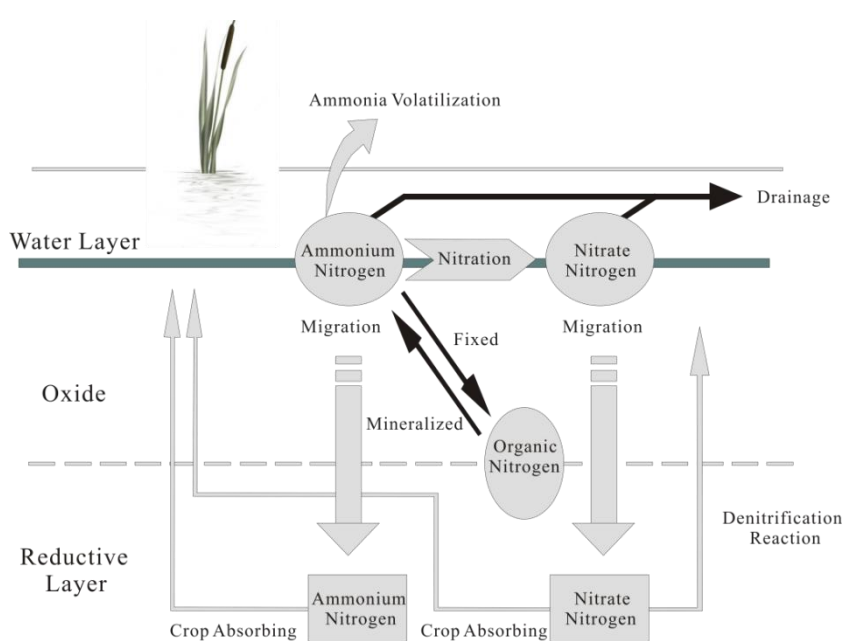 Ammonia Volatilization
Drainage
Water Layer
Ammonium
Nitrogen
Nitration
Nitrate
Nitrogen
Migration
Fixed
Migration
Oxide
Mineralized
Organic
Nitrogen
Denitrification
Reaction
Reductive
Layer
Ammonium
Nitrogen
Nitrate
Nitrogen
Crop Absorbing
Crop Absorbing